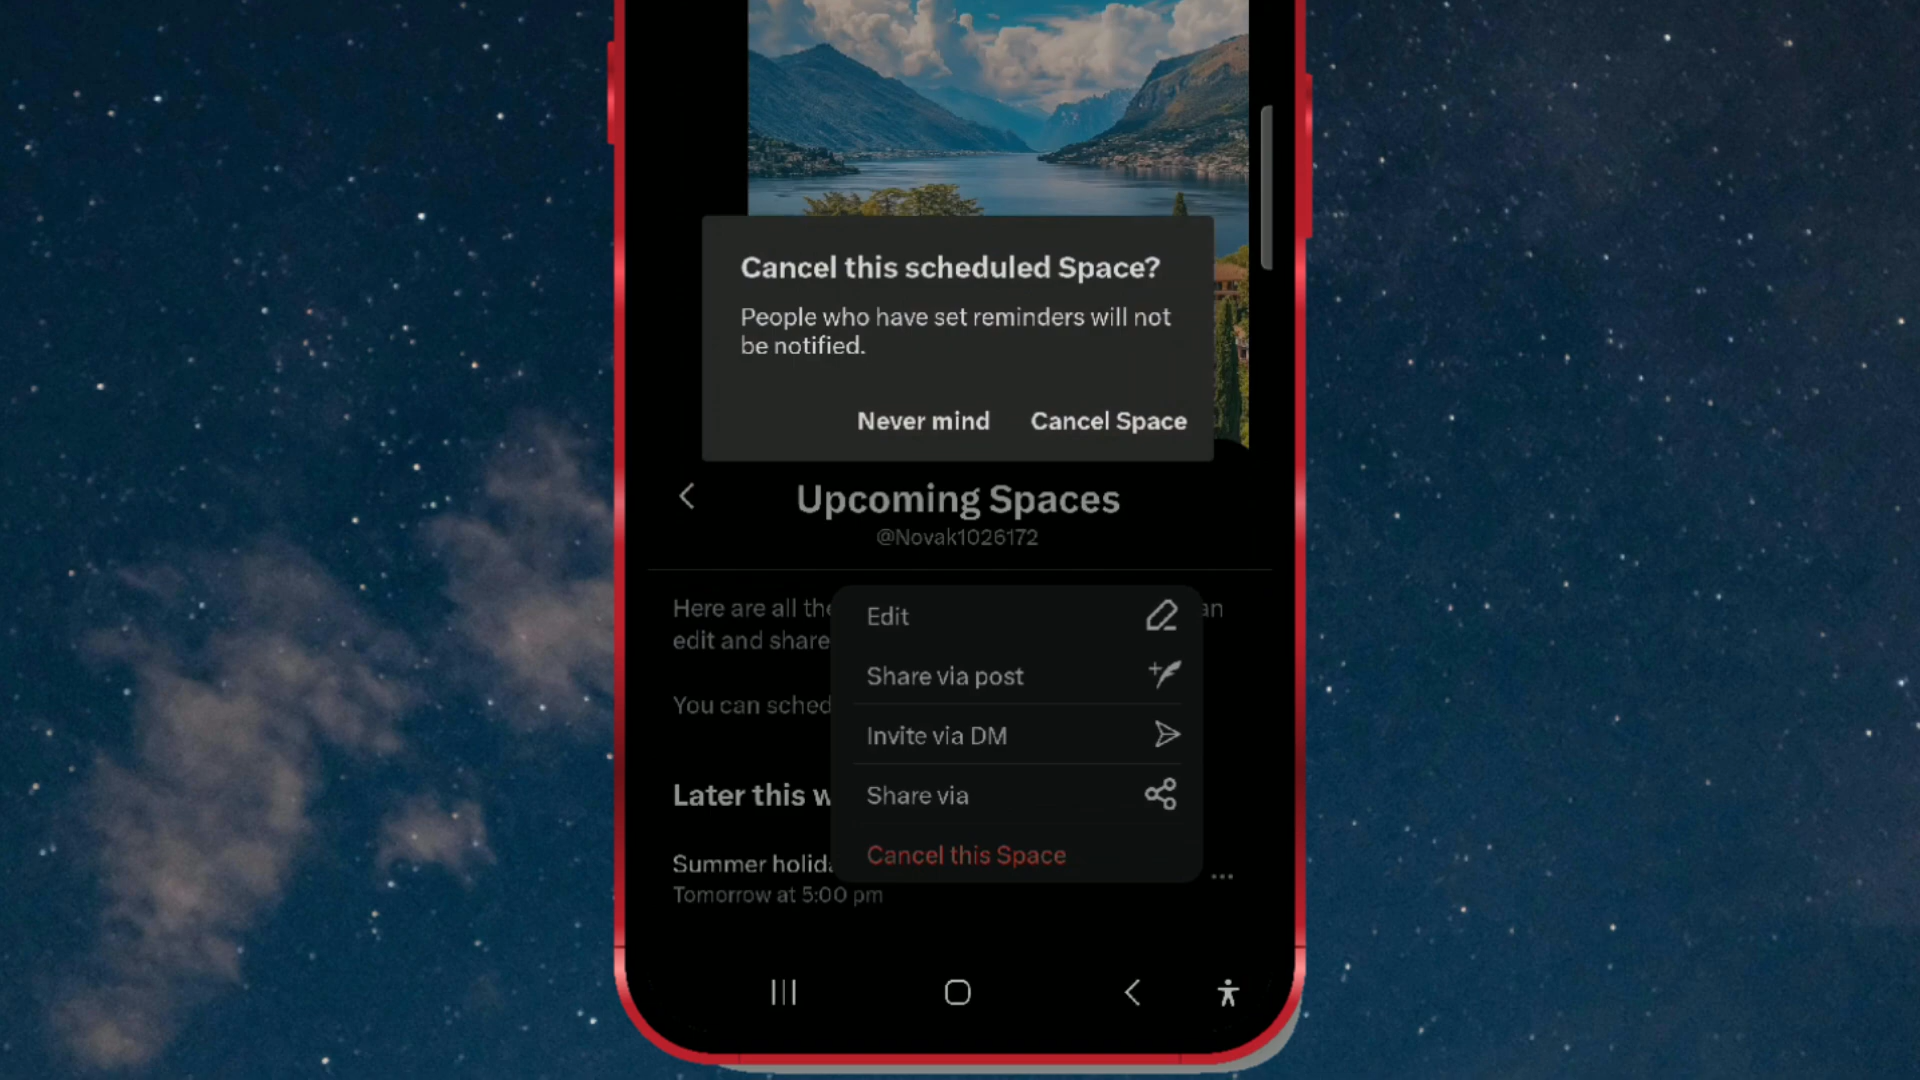 Cancel this scheduled Space?
People who have set reminders will not
be notified.
Never mind Cancel Space
Upcoming Spaces
@Novak1026172
Here are all the
an
edit and share
You can sched
Edit
Share via post
Invite via DM
Share via
Cancel this Space
Later this w
Summer holida
Tomorrow at 5:00 pm